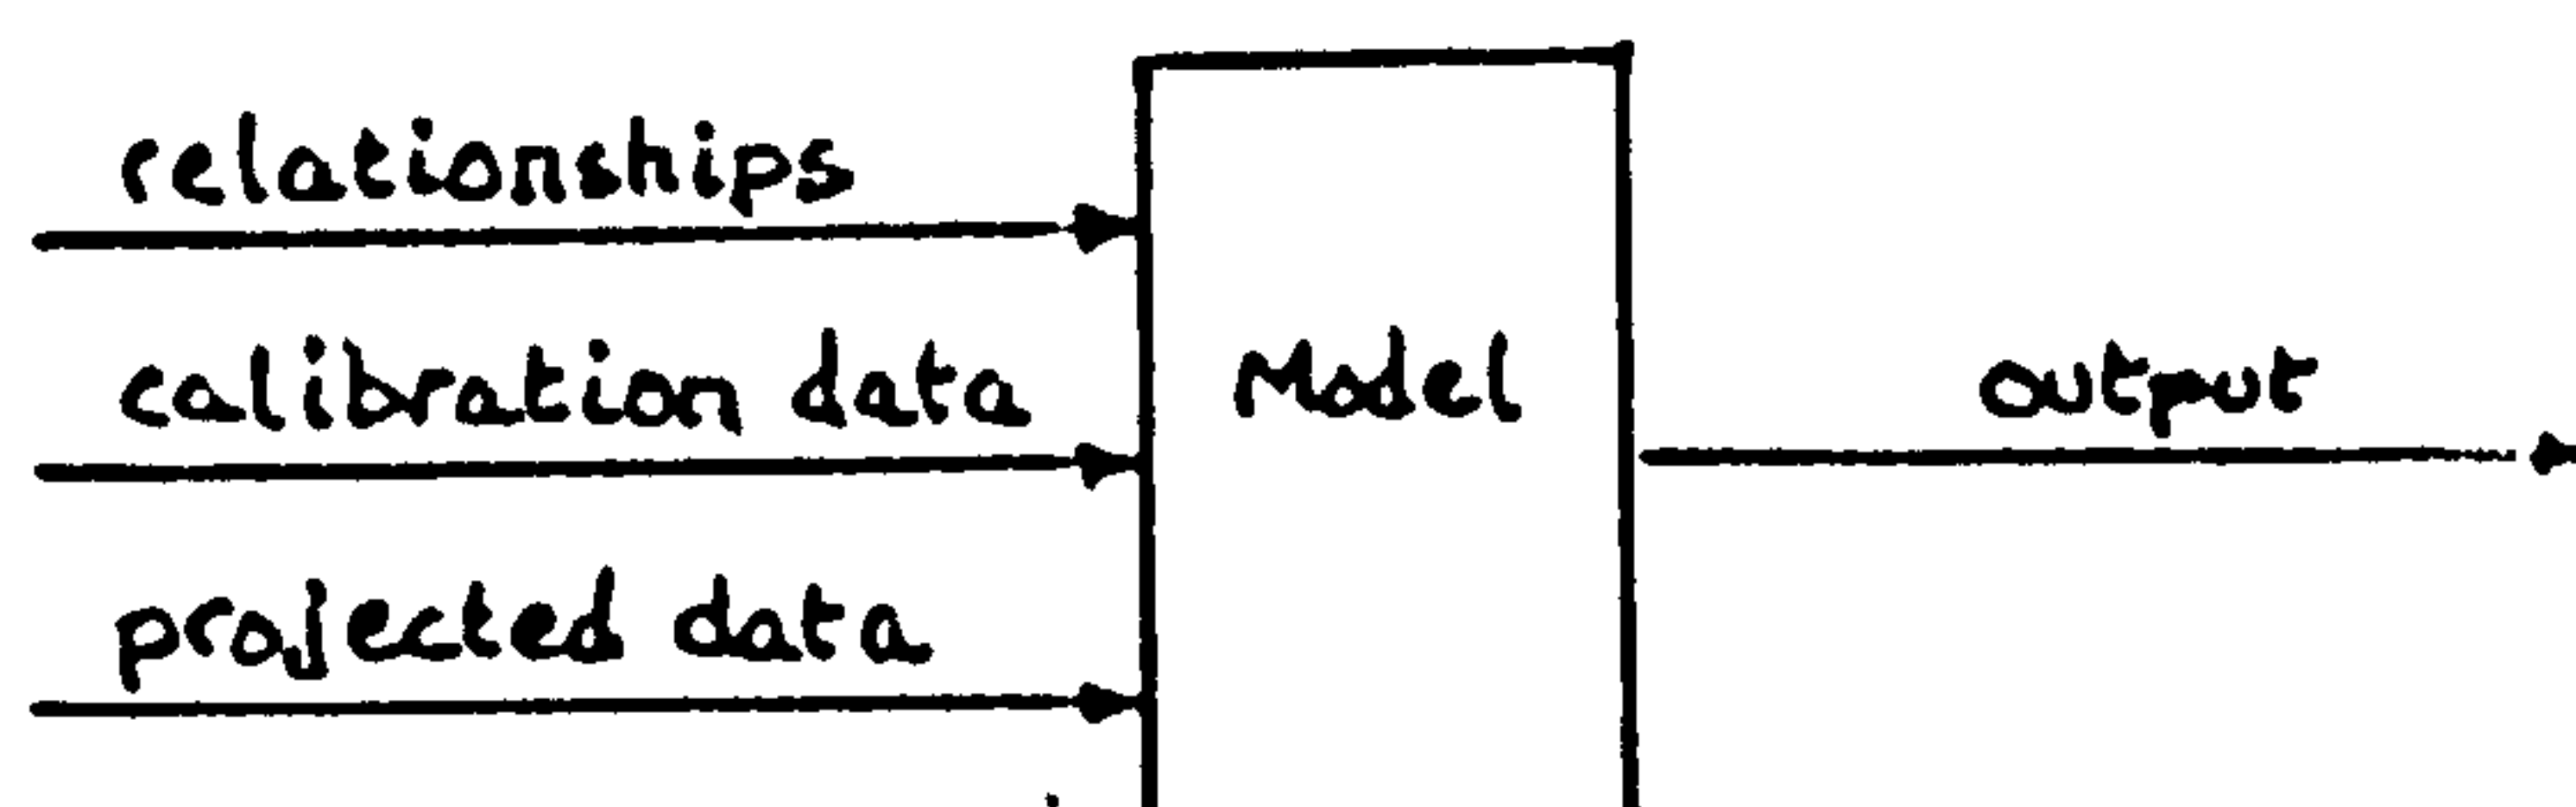 relationships
calibration data
Model
output
projected data